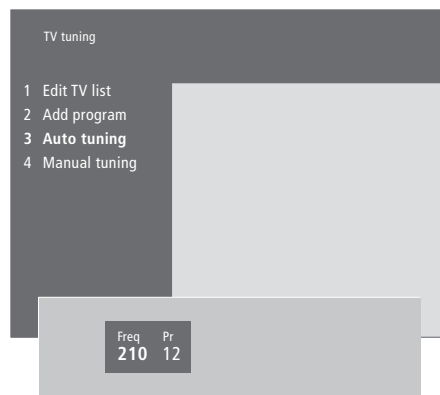 TV tuning
1 Edit TV list
2 Add program
3 Auto tuning
4 Manual tuning
Freq Pr
210 12